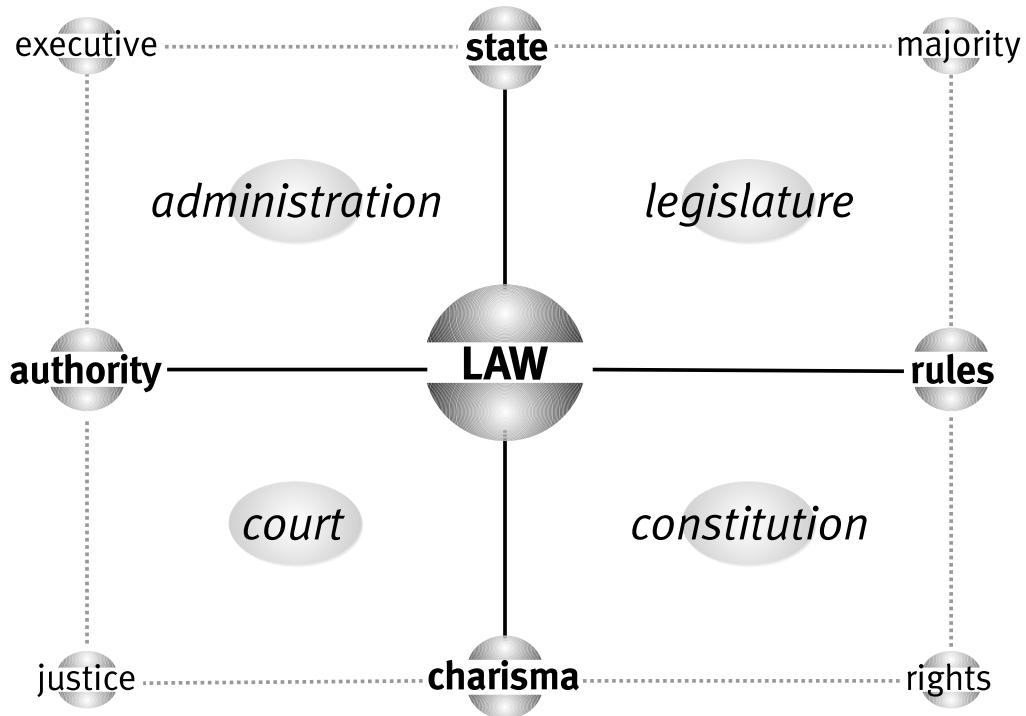 executive
state
majority
administration
legislature
authority
LAW
rules
court
constitution
justice
charisma
rights